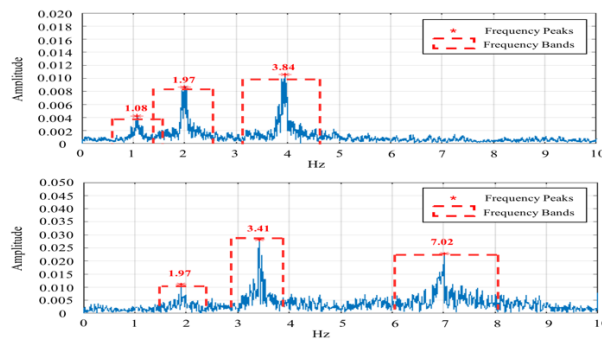 0.020
0.018
0.016
0.014
0.012
0.010
0.008
0.006
0.004
0.002
0
Amplitude
1.08
1.97
3.84
Frequency Peaks
Frequency Bands
0 1 2 3 4 5 6 7 8 9 10
Hz
0.050
0.045
0.040
0.035
0.030
0.025
0.020
0.015
0.010
0.005
0
Amplitude
1.97
3.41
7.02
Frequency Peaks
Frequency Bands
0 1 2 3 4 5 6 7 8 9 10
Hz